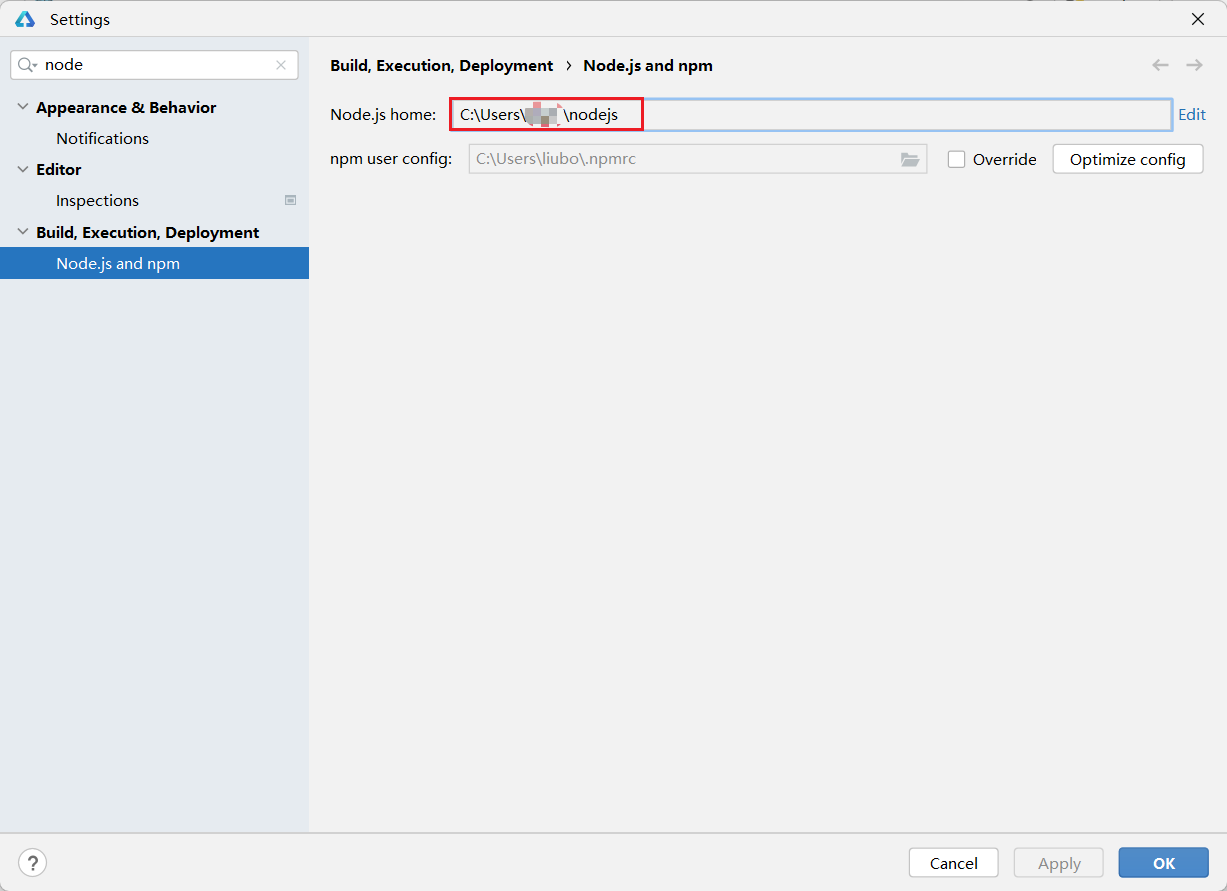 Settings
node
Appearance & Behavior
Notifications
Editor
Inspections
Build, Execution, Deployment
Node.js and npm
Build, Execution, Deployment › Node.js and npm
Node.js home: C:\Users\ \nodejs Edit
npm user config: C:\Users\liubo\.npmrc Override Optimize config
? Cancel Apply OK